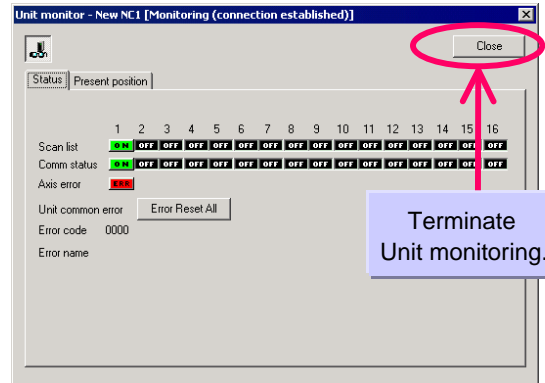 Unit monitor - New NC1 [Monitoring (connection established)]
Close
Status Present position
1 2 3 4 5 6 7 8 9 10 11 12 13 14 15 16
Scan list ON OFF OFF OFF OFF OFF OFF OFF OFF OFF OFF OFF OFF OFF OFF OFF
Comm status ON OFF OFF OFF OFF OFF OFF OFF OFF OFF OFF OFF OFF OFF OFF OFF
Axis error ERR
Unit common error Error Reset All
Error code 0000
Error name
Terminate
Unit monitoring.